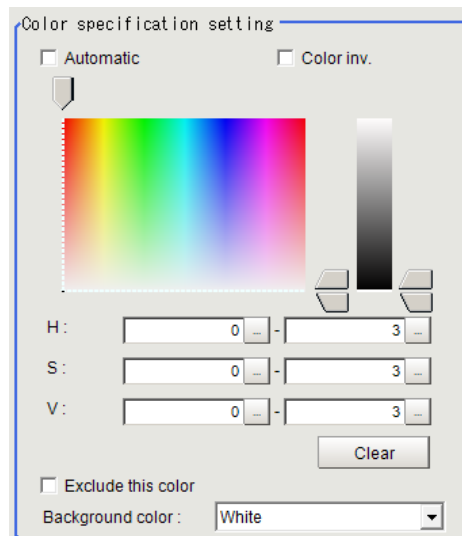 Color specification setting
Automatic Color inv.
H : 0 ... - 3 ...
S : 0 ... - 3 ...
V : 0 ... - 3 ...
Clear
Exclude this color
Background color : White